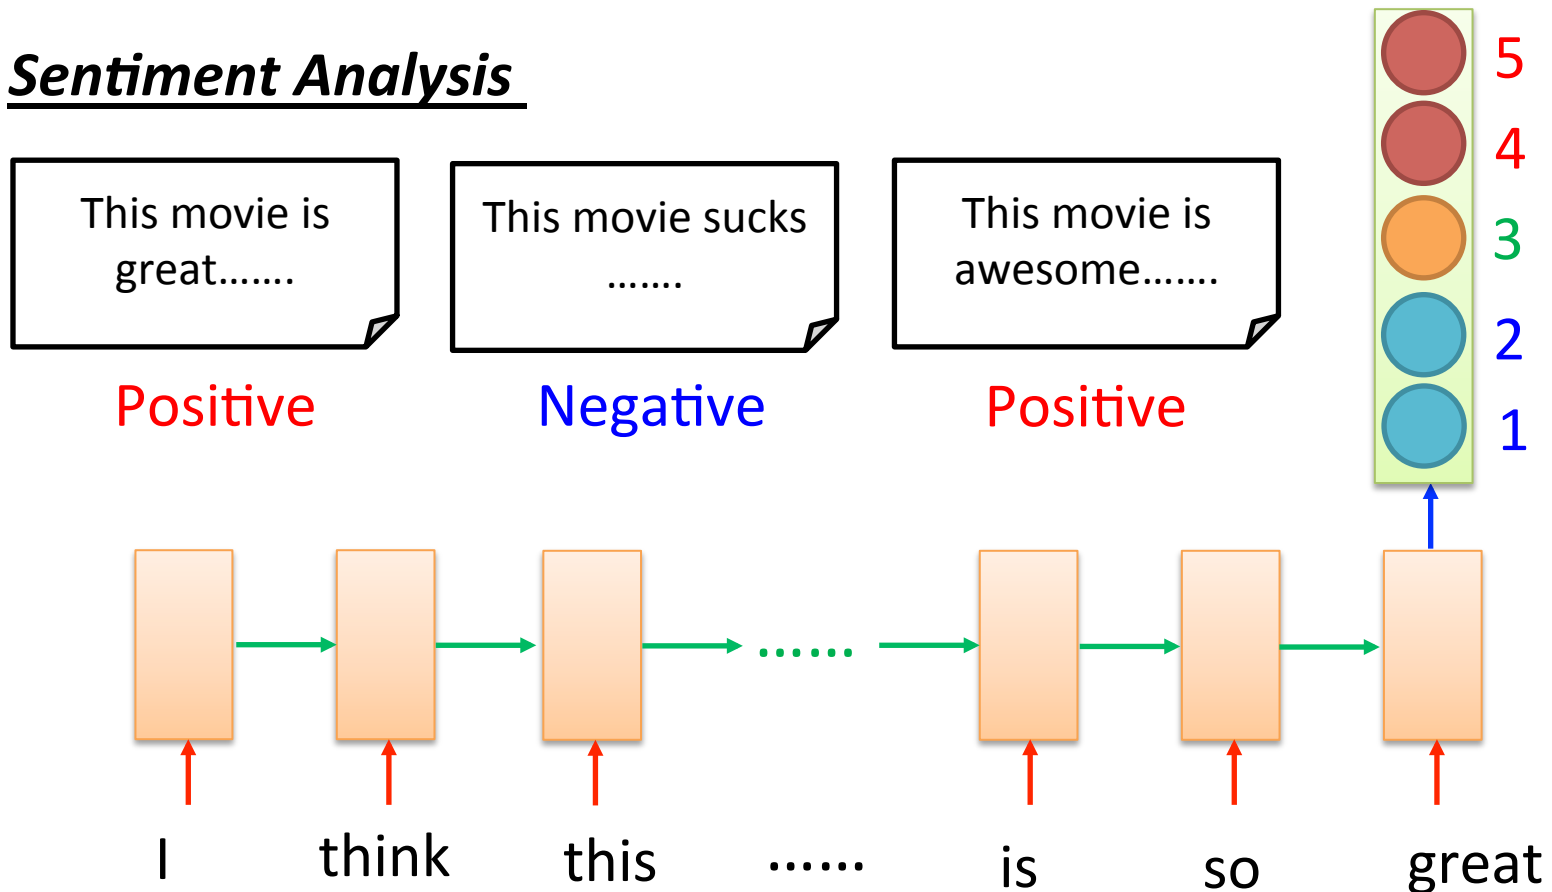 Sentiment Analysis
This movie is
great…….
Positive
This movie sucks
…….
Negative
This movie is
awesome…….
Positive
5
4
3
2
1
……
I think this …… is so great